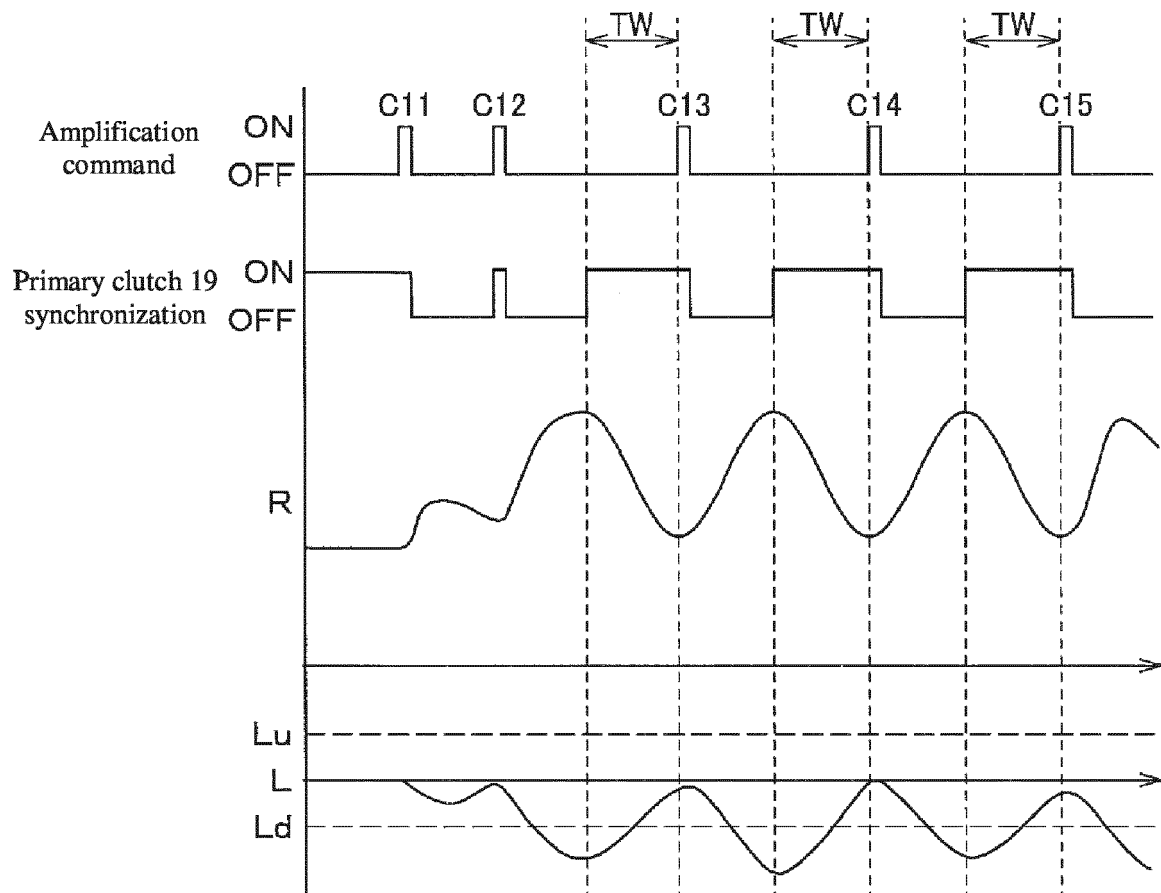 TW TW TW
C11 C12 C13 C14 C15
Amplification
command
ON
OFF
Primary clutch 19
synchronization
ON
OFF
R
Lu
L
Ld